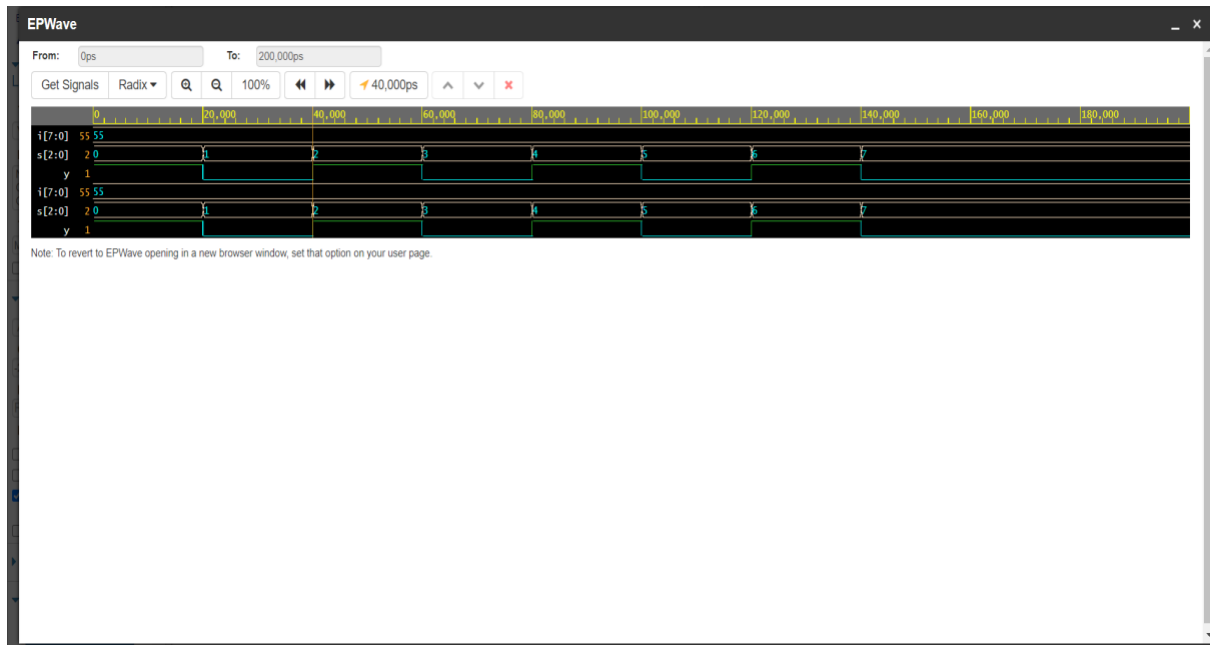 EPWave
From: 0ps To: 200,000ps
Get Signals Radix 100% 40,000ps
0 20,000 40,000 60,000 80,000 100,000 120,000 140,000 160,000 180,000
i[7:0] 55 55
s[2:0] 2 0 1 2 3 4 5 6 7
y 1
i[7:0] 55 55
s[2:0] 2 0 1 2 3 4 5 6 7
y 1
Note: To revert to EPWave opening in a new browser window, set that option on your user page.